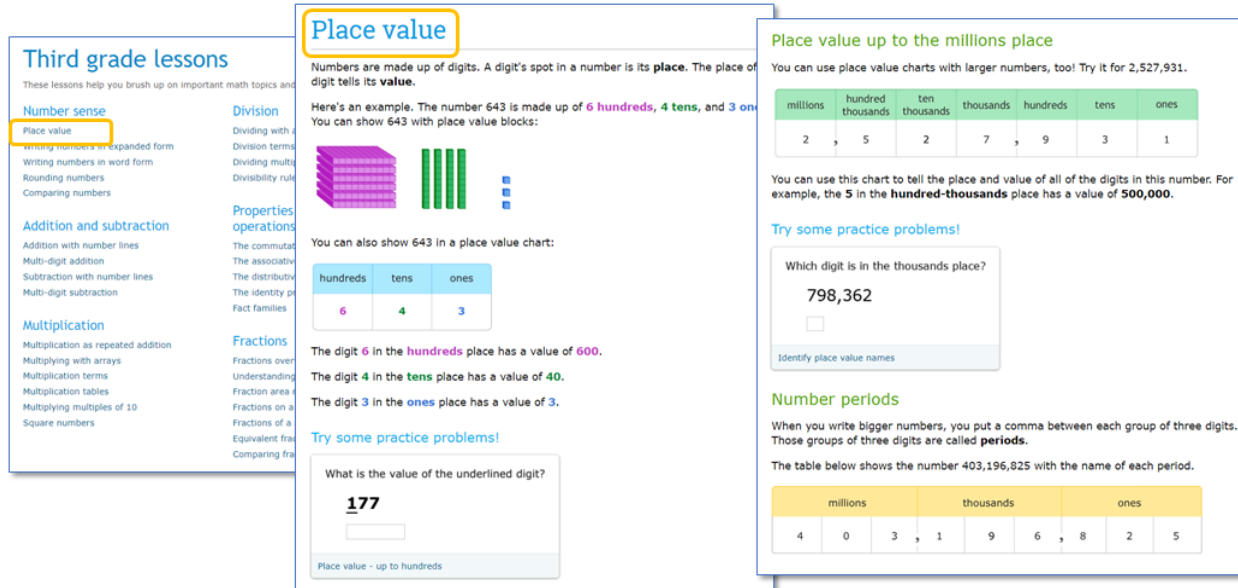 Third grade lessons
These lessons help you brush up on important math topics and
Number sense
Place value
Writing numbers in expanded form
Writing numbers in word form
Rounding numbers
Comparing numbers
Addition and subtraction
Addition with number lines
Multi-digit addition
Subtraction with number lines
Multi-digit subtraction
Multiplication
Multiplication as repeated addition
Multiplying with arrays
Multiplication terms
Multiplication tables
Multiplying multiples of 10
Square numbers
Division
Dividing with
Division terms
Dividing
Divisibility
Properties
operations
The
The
The
The identity
Fact families
Fractions
Fractions
Understanding
Fraction area
Fractions on a
Fractions of a
Equivalent
Comparing
Place value
Numbers are made up of digits. A digit's spot in a number is its place. The place of
digit tells its value.
Here's an example. The number 643 is made up of 6 hundreds, 4 tens, and 3
You can show 643 with place value blocks:
You can also show 643 in a place value chart:
hundreds tens ones
6 4 3
The digit 6 in the hundreds place has a value of 600.
The digit 4 in the tens place has a value of 40.
The digit 3 in the ones place has a value of 3.
Try some practice problems!
What is the value of the underlined digit?
177
Place value - up to hundreds
Place value up to the millions place
You can use place value charts with larger numbers, too! Try it for 2,527,931.
millions hundred thousands ten thousands thousands hundreds tens ones
2 , 5 2 7 , 9 3 1
You can use this chart to tell the place and value of all of the digits in this number. For
example, the 5 in the hundred-thousands place has a value of 500,000.
Try some practice problems!
Which digit is in the thousands place?
798,362
Identify place value names
Number periods
When you write bigger numbers, you put a comma between each group of three digits.
Those groups of three digits are called periods.
The table below shows the number 403,196,825 with the name of each period.
millions thousands ones
4 0 3 , 1 9 6 , 8 2 5